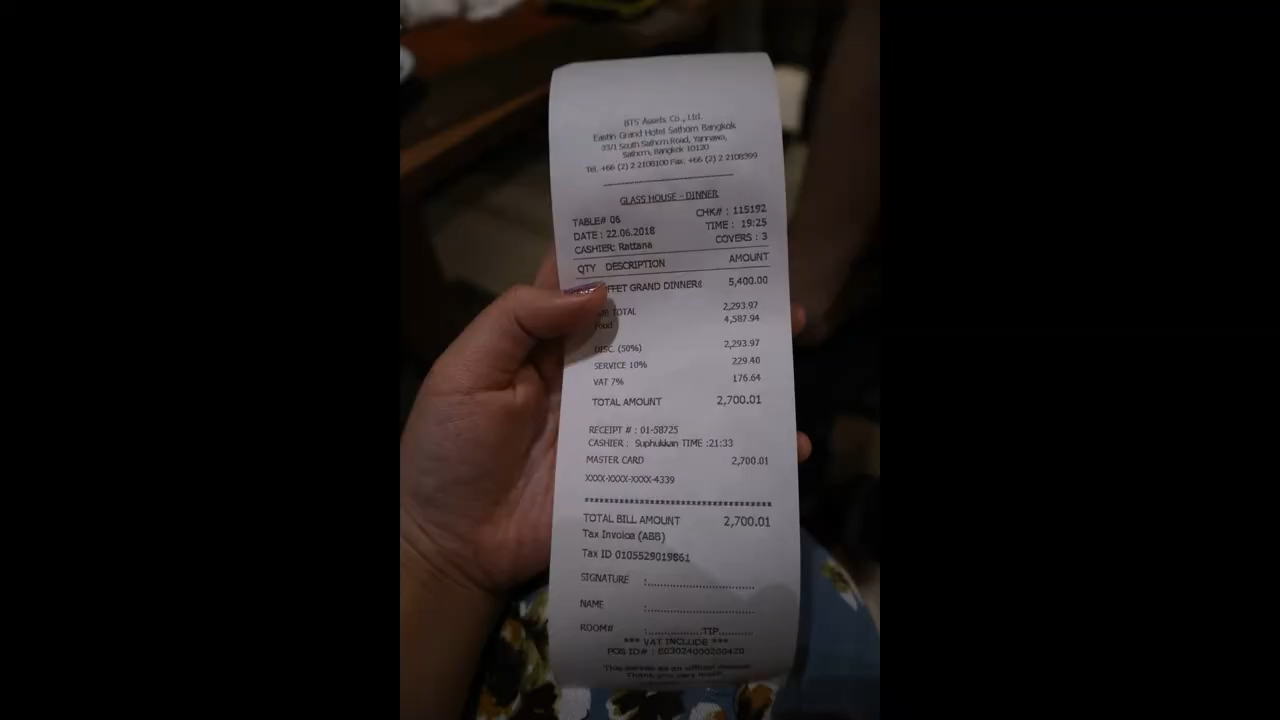 BTS Assets Co., Ltd.
Eastin Grand Hotel Sathorn Bangkok
33/1 South Sathorn Road, Yannawa,
Sathorn, Bangkok 10120
Tel. +66 (2) 2 2108100 Fax. +66 (2) 2 2108399
GLASS HOUSE - DINNER
TABLE# 06 CHK# : 115192
DATE : 22.06.2018 TIME : 19:25
CASHIER: Rattana COVERS : 3
QTY DESCRIPTION AMOUNT
GRAND DINNER 5,400.00
TOTAL 2,293.97
Food 4,587.94
DISC. (50%) 2,293.97
SERVICE 10% 229.40
VAT 7% 176.64
TOTAL AMOUNT 2,700.01
RECEIPT # : 01-58725
CASHIER : Suphukkan TIME :21:33
MASTER CARD 2,700.01
XXXX-XXXX-XXXX-4339
TOTAL BILL AMOUNT 2,700.01
Tax Invoice (ABB)
Tax ID 0105529019861
SIGNATURE :....................
NAME :....................
ROOM# :..........TIP..........
*** VAT INCLUDE ***
POS ID# : E03024000200420
Thank you very much